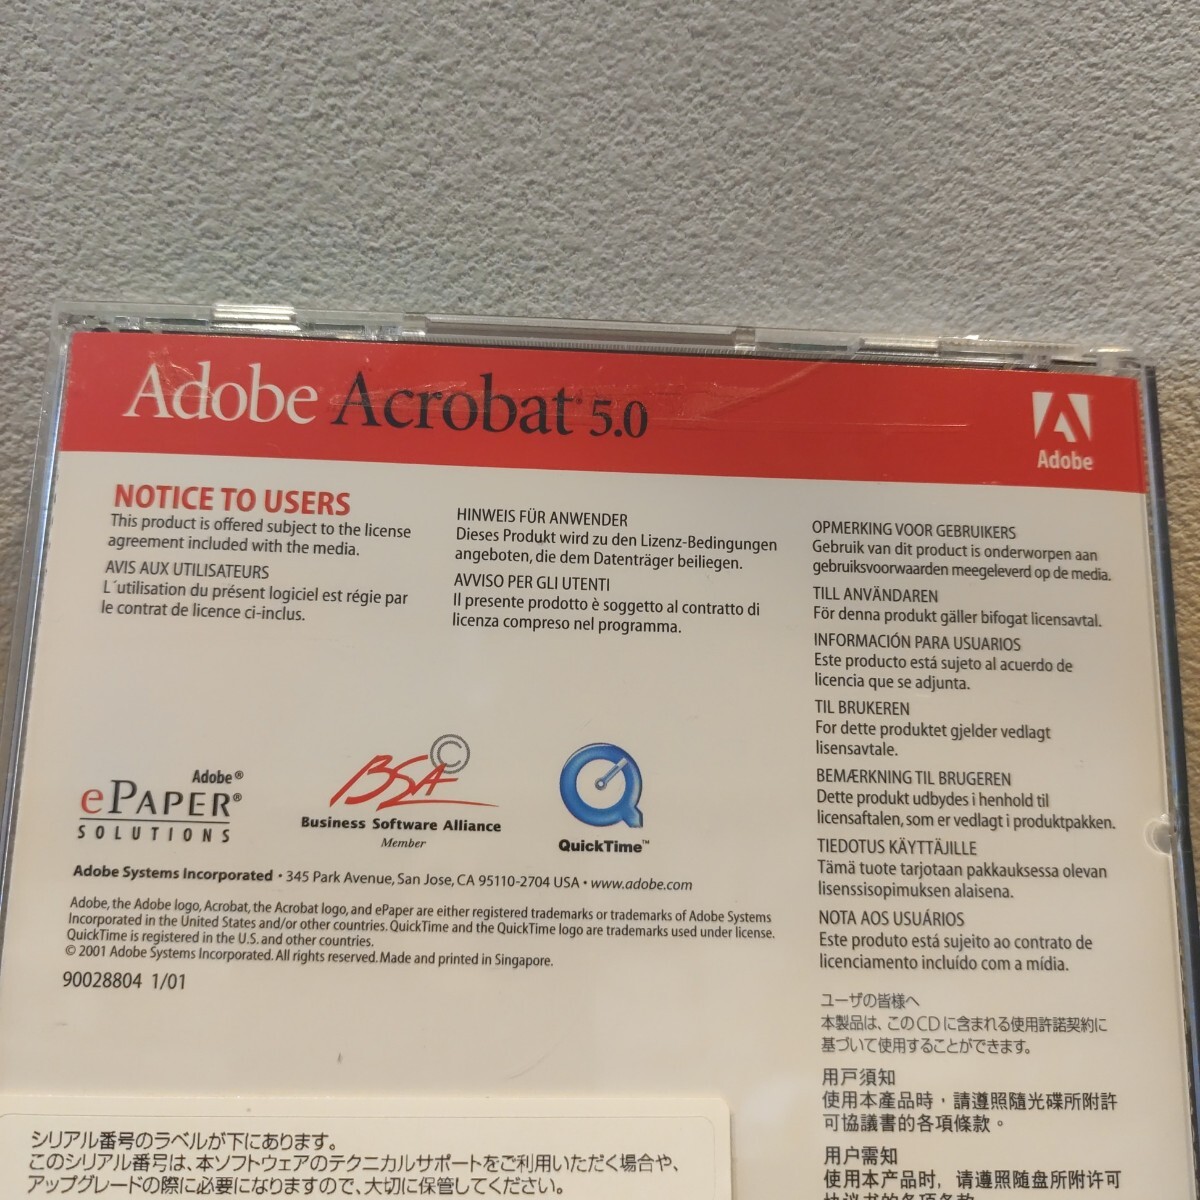 Adobe Acrobat® 5.0
Adobe
NOTICE TO USERS
This product is offered subject to the license
agreement included with the media.
AVIS AUX UTILISATEURS
L´utilisation du présent logiciel est régie par
le contrat de licence ci-inclus.
HINWEIS FÜR ANWENDER
Dieses Produkt wird zu den Lizenz-Bedingungen
angeboten, die dem Datenträger beiliegen.
AVVISO PER GLI UTENTI
Il presente prodotto è soggetto al contratto di
licenza compreso nel programma.
OPMERKING VOOR GEBRUIKERS
Gebruik van dit product is onderworpen aan
gebruiksvoorwaarden meegeleverd op de media.
TILL ANVÄNDAREN
För denna produkt gäller bifogat licensavtal.
INFORMACIÓN PARA USUARIOS
Este producto está sujeto al acuerdo de
licencia que se adjunta.
TIL BRUKEREN
For dette produktet gjelder vedlagt
lisensavtale.
BEMÆRKNING TIL BRUGEREN
Dette produkt udbydes i henhold til
licensaftalen, som er vedlagt i produktpakken.
TIEDOTUS KÄYTTÄJILLE
Tämä tuote tarjotaan pakkauksessa olevan
lisenssisopimuksen alaisena.
NOTA AOS USUÁRIOS
Este produto está sujeito ao contrato de
licenciamento incluído com a mídia.
ユーザの皆様へ
本製品は、このCDに含まれる使用許諾契約に
基づいて使用することができます。
用戸須知
使用本產品時，請遵照隨光碟所附許
可協議書的各項條款。
用户需知
使用本产品时，请遵照随盘所附许可
协议书的各项条款
Adobe®
ePAPER®
SOLUTIONS
BSA ©
Business Software Alliance
Member
QuickTime™
Adobe Systems Incorporated • 345 Park Avenue, San Jose, CA 95110-2704 USA • www.adobe.com
Adobe, the Adobe logo, Acrobat, the Acrobat logo, and ePaper are either registered trademarks or trademarks of Adobe Systems
Incorporated in the United States and/or other countries. QuickTime and the QuickTime logo are trademarks used under license.
QuickTime is registered in the U.S. and other countries.
© 2001 Adobe Systems Incorporated. All rights reserved. Made and printed in Singapore.
90028804 1/01
シリアル番号のラベルが下にあります。
このシリアル番号は、本ソフトウェアのテクニカルサポートをご利用いただく場合や、
アップグレードの際に必要になりますので、大切に保管してください。